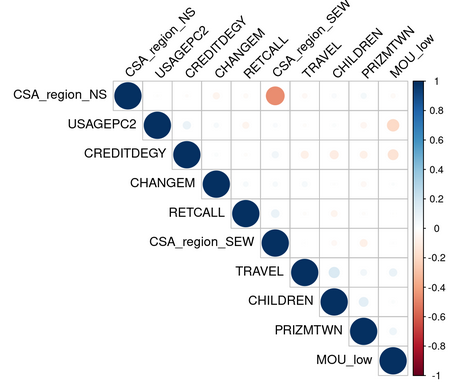 CSA_region_NS
USAGEPC2
CREDITDEGY
CHANGEM
RETCALL
CSA_region_SEW
TRAVEL
CHILDREN
PRIZMTWN
MOU_low
CSA_region_NS
USAGEPC2
CREDITDEGY
CHANGEM
RETCALL
CSA_region_SEW
TRAVEL
CHILDREN
PRIZMTWN
MOU_low
1
0.8
0.6
0.4
0.2
0
-0.2
-0.4
-0.6
-0.8
-1